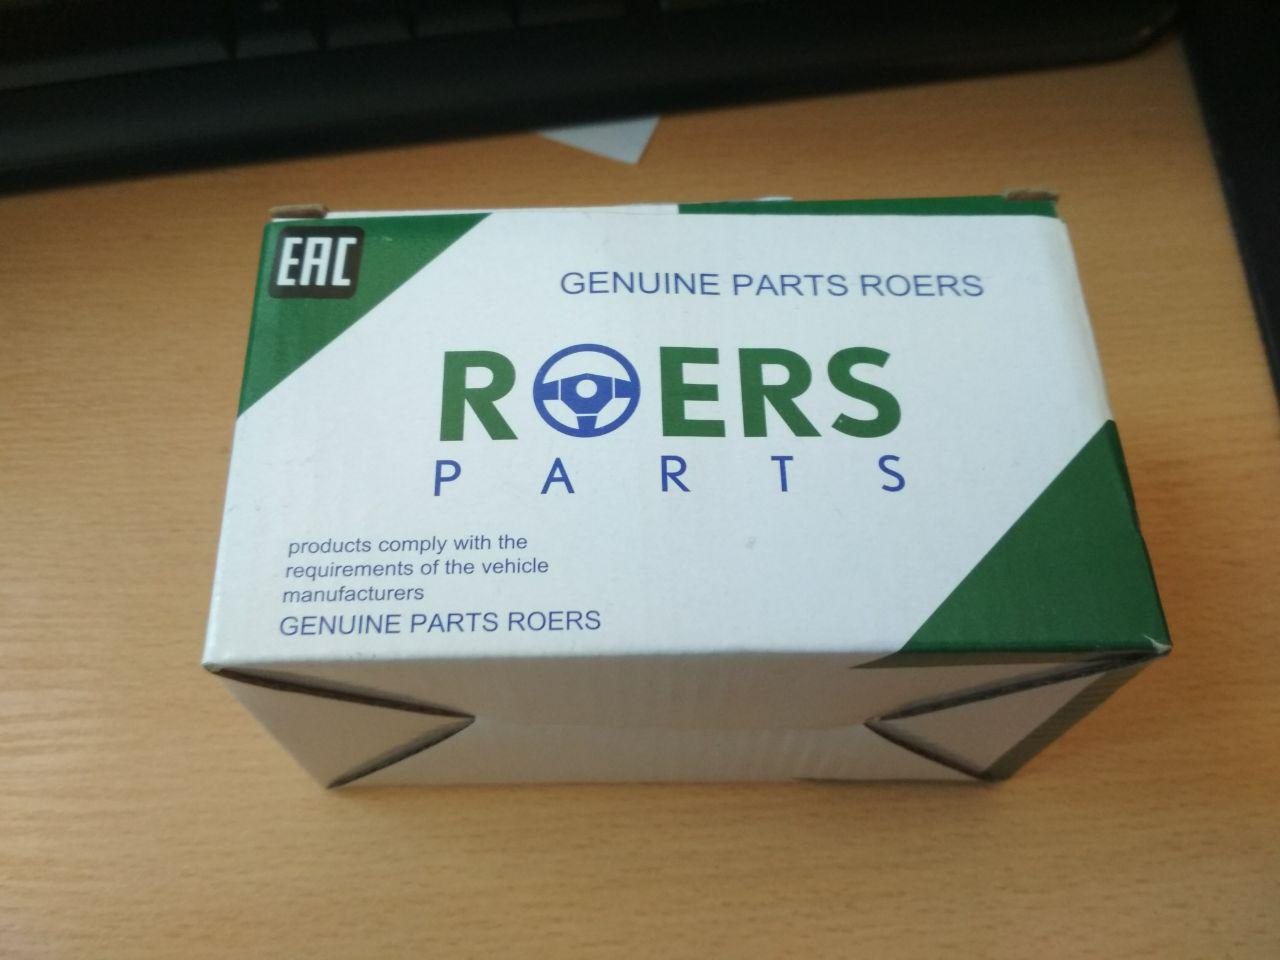 EAC
GENUINE PARTS ROERS
ROERS
PARTS
products comply with the
requirements of the vehicle
manufacturers
GENUINE PARTS ROERS